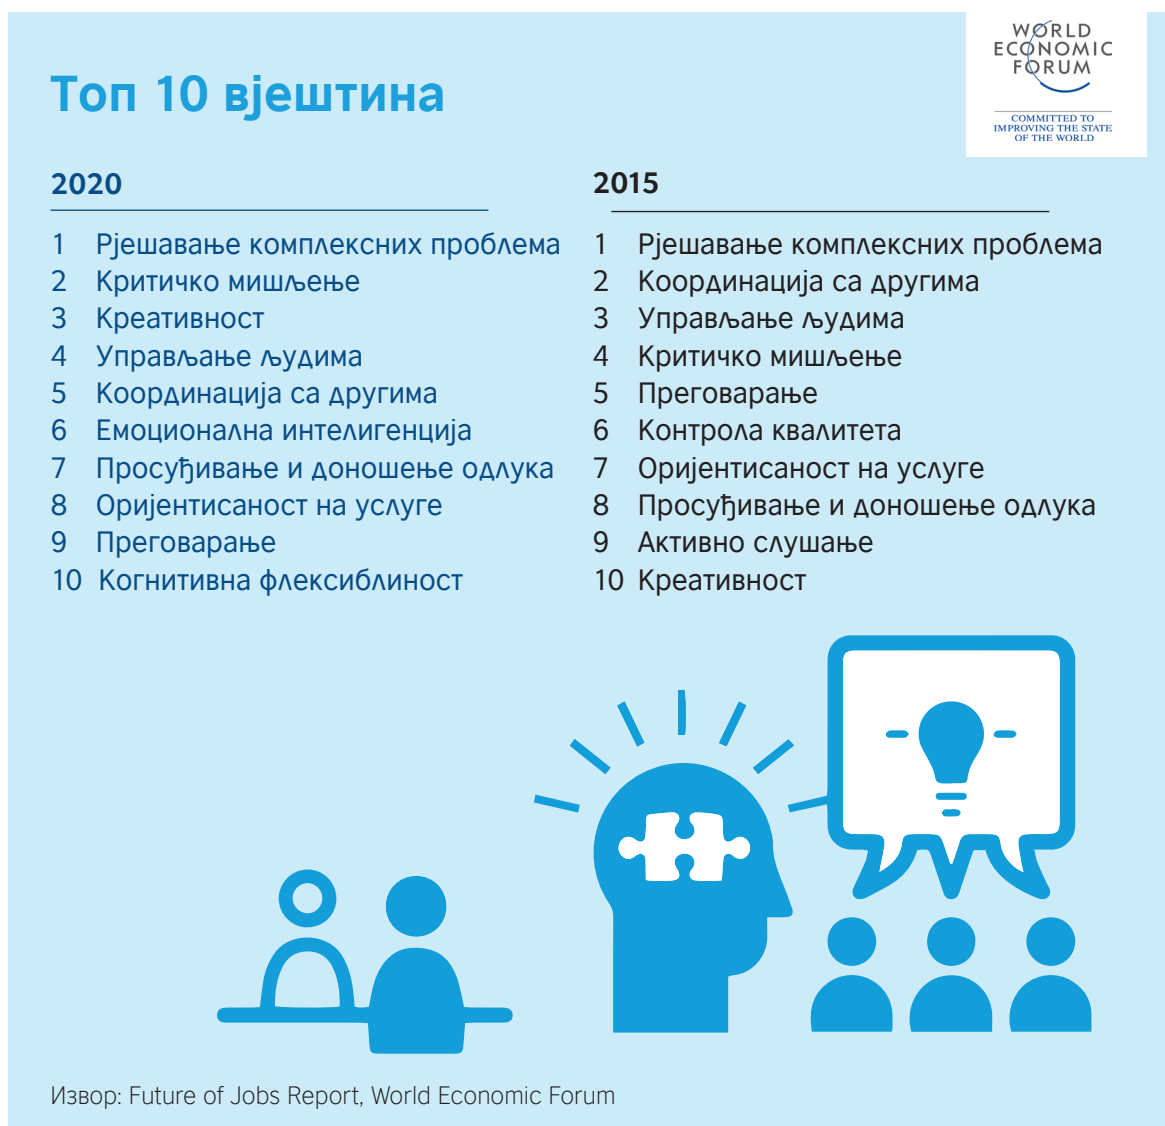 WORLD
ECONOMIC
FORUM
COMMITTED TO
IMPROVING THE STATE
OF THE WORLD
Топ 10 вјештина
2020
1 Рјешавање комплексних проблема
2 Критичко мишљење
3 Креативност
4 Управљање људима
5 Координација са другима
6 Емоционална интелигенција
7 Просуђивање и доношење одлука
8 Оријентисаност на услуге
9 Преговарање
10 Когнитивна флексиблиност
2015
1 Рјешавање комплексних проблема
2 Координација са другима
3 Управљање људима
4 Критичко мишљење
5 Преговарање
6 Контрола квалитета
7 Оријентисаност на услуге
8 Просуђивање и доношење одлука
9 Активно слушање
10 Креативност
Извор: Future of Jobs Report, World Economic Forum